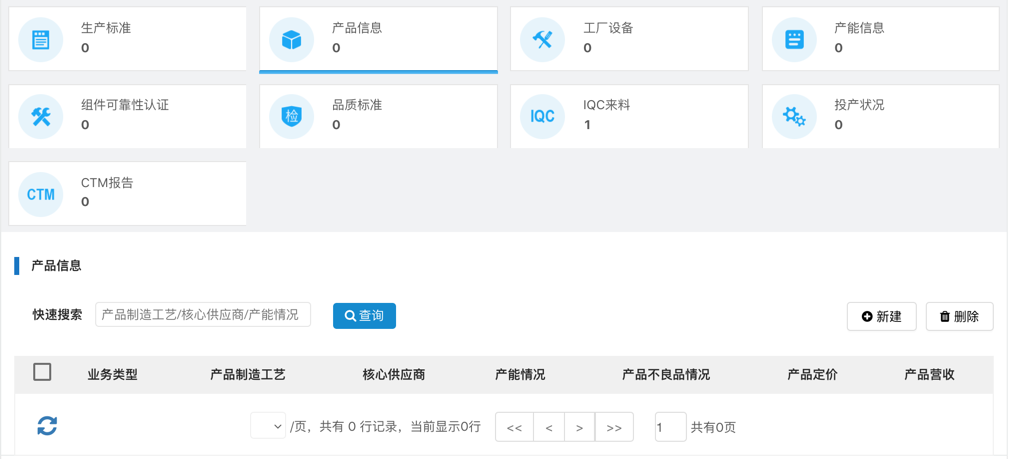 生产标准
0
产品信息
0
工厂设备
0
产能信息
0
组件可靠性认证
0
检
品质标准
0
IQC
IQC来料
1
投产状况
0
CTM
CTM报告
0
产品信息
快速搜索 产品制造工艺/核心供应商/产能情况 查询 新建 删除
业务类型 产品制造工艺 核心供应商 产能情况 产品不良品情况 产品定价 产品营收
/页，共有 0 行记录，当前显示0行 << < > >> 1 共有0页